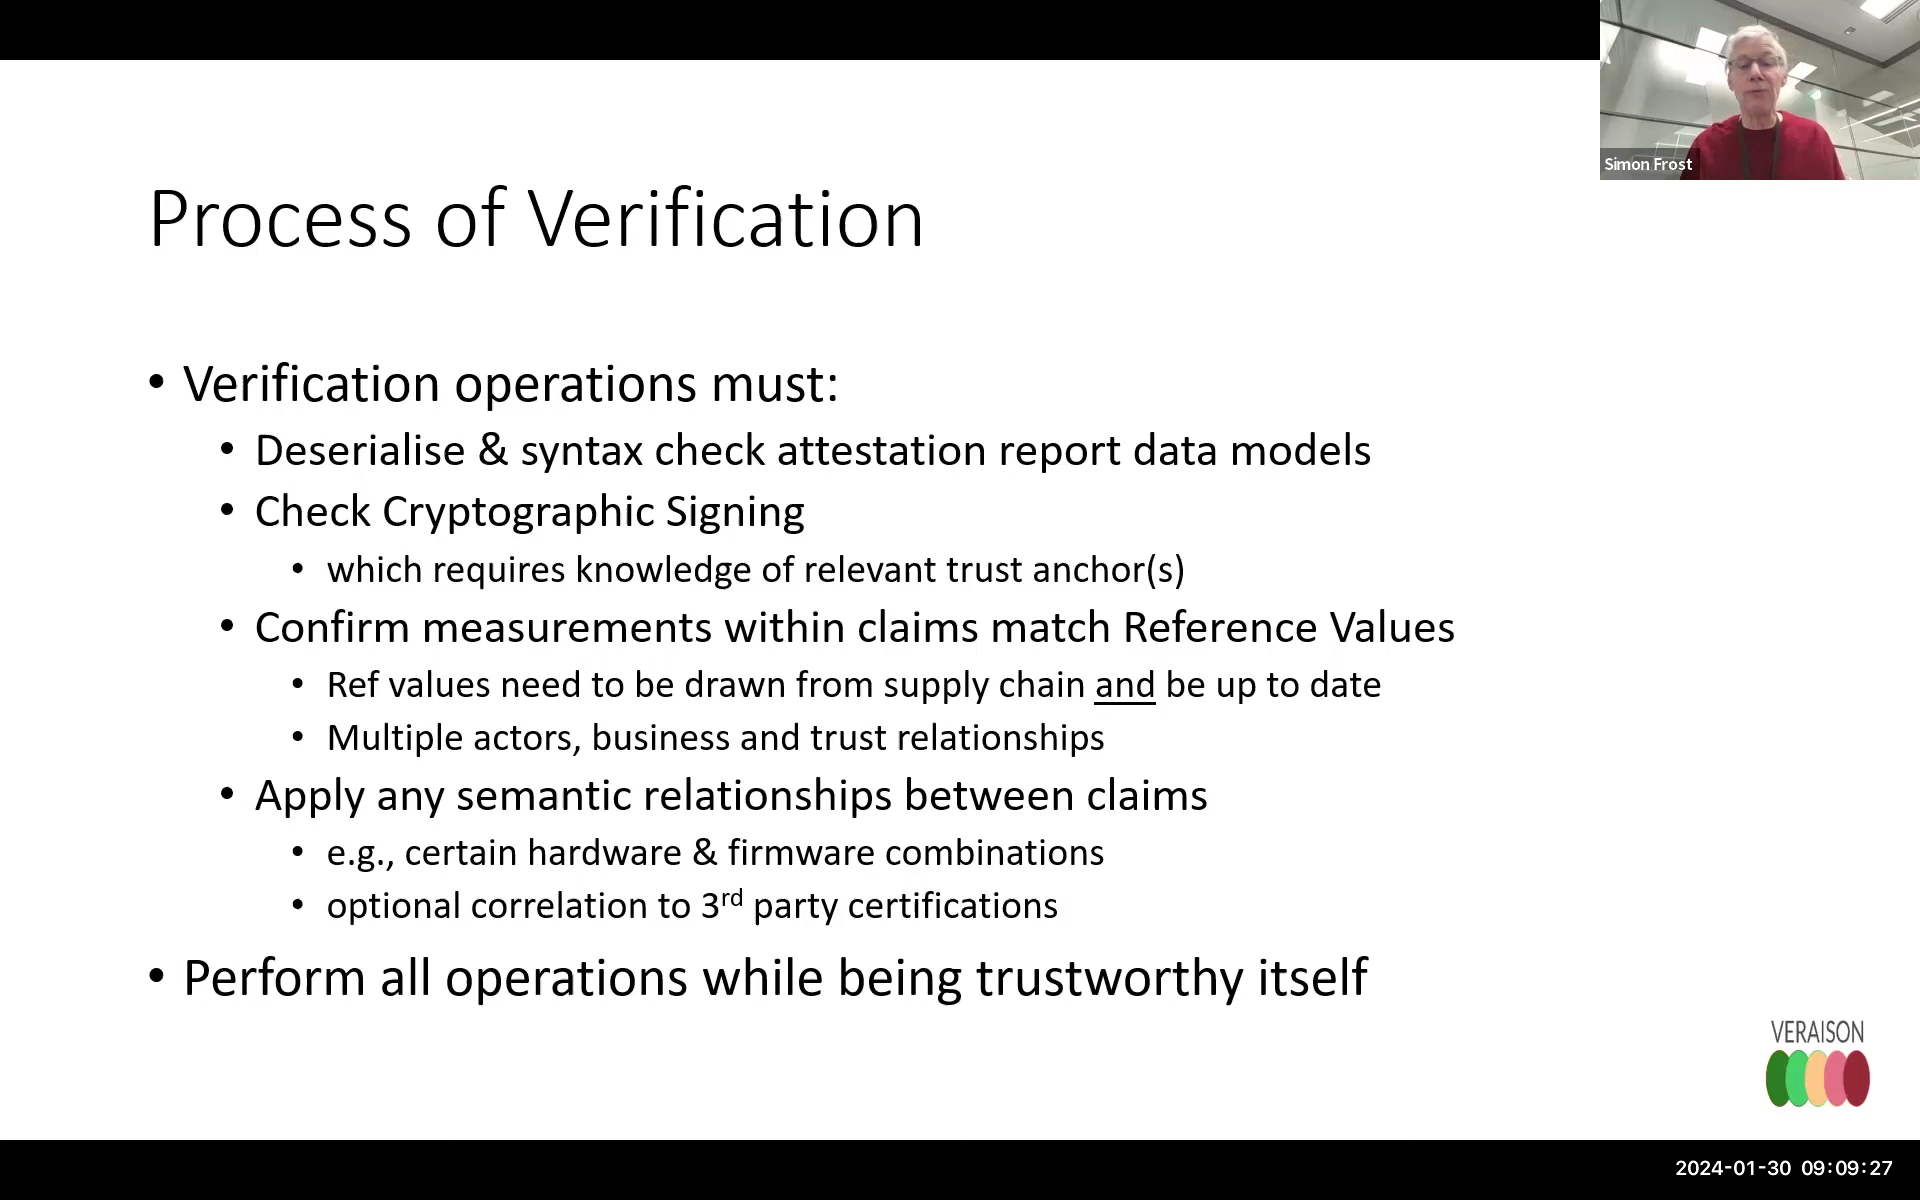 Simon Frost
Process of Verification
• Verification operations must:
• Deserialise & syntax check attestation report data models
• Check Cryptographic Signing
• which requires knowledge of relevant trust anchor(s)
• Confirm measurements within claims match Reference Values
• Ref values need to be drawn from supply chain and be up to date
• Multiple actors, business and trust relationships
• Apply any semantic relationships between claims
• e.g., certain hardware & firmware combinations
• optional correlation to 3rd party certifications
• Perform all operations while being trustworthy itself
VERAISON
2024-01-30 09:09:27